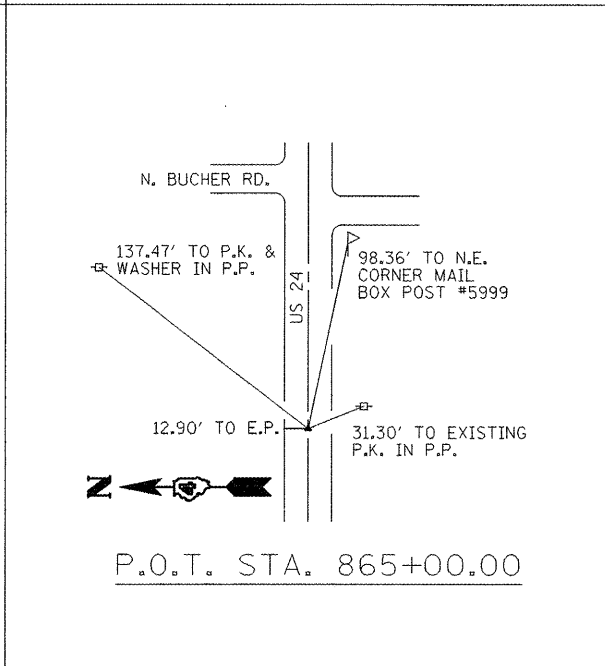 N. BUCHER RD.
137.47' TO P.K. &
WASHER IN P.P.
98.36' TO N.E.
CORNER MAIL
BOX POST #5999
US 24
12.90' TO E.P.
31.30' TO EXISTING
P.K. IN P.P.
N
P.O.T. STA. 865+00.00